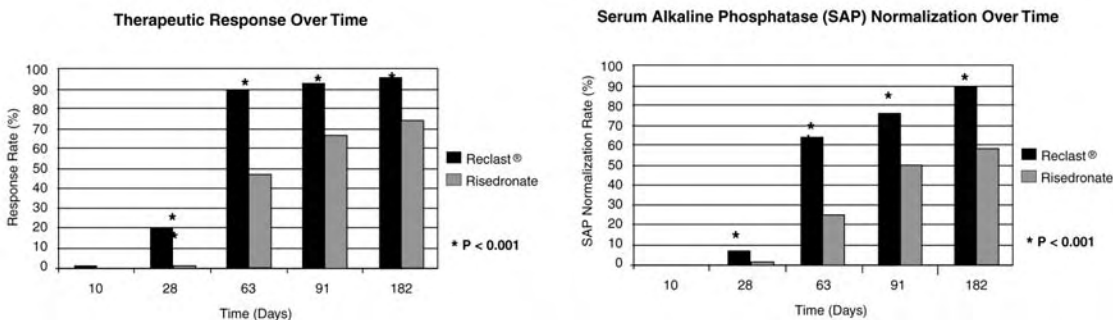 Therapeutic Response Over Time
Response Rate (%)
100
90
80
70
60
50
40
30
20
10
0
* * * * *
10 28 63 91 182
Time (Days)
Reclast®
Risedronate
* P < 0.001
Serum Alkaline Phosphatase (SAP) Normalization Over Time
SAP Normalization Rate (%)
100
90
80
70
60
50
40
30
20
10
0
* * * *
10 28 63 91 182
Time (Days)
Reclast®
Risedronate
* P < 0.001